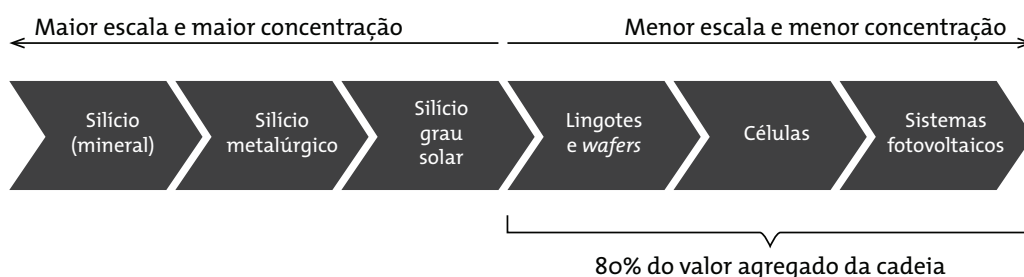 Maior escala e maior concentração
Menor escala e menor concentração
Silício
(mineral)
Silício
metalúrgico
Silício
grau
solar
Lingotes
e wafers
Células
Sistemas
fotovoltaicos
80% do valor agregado da cadeia